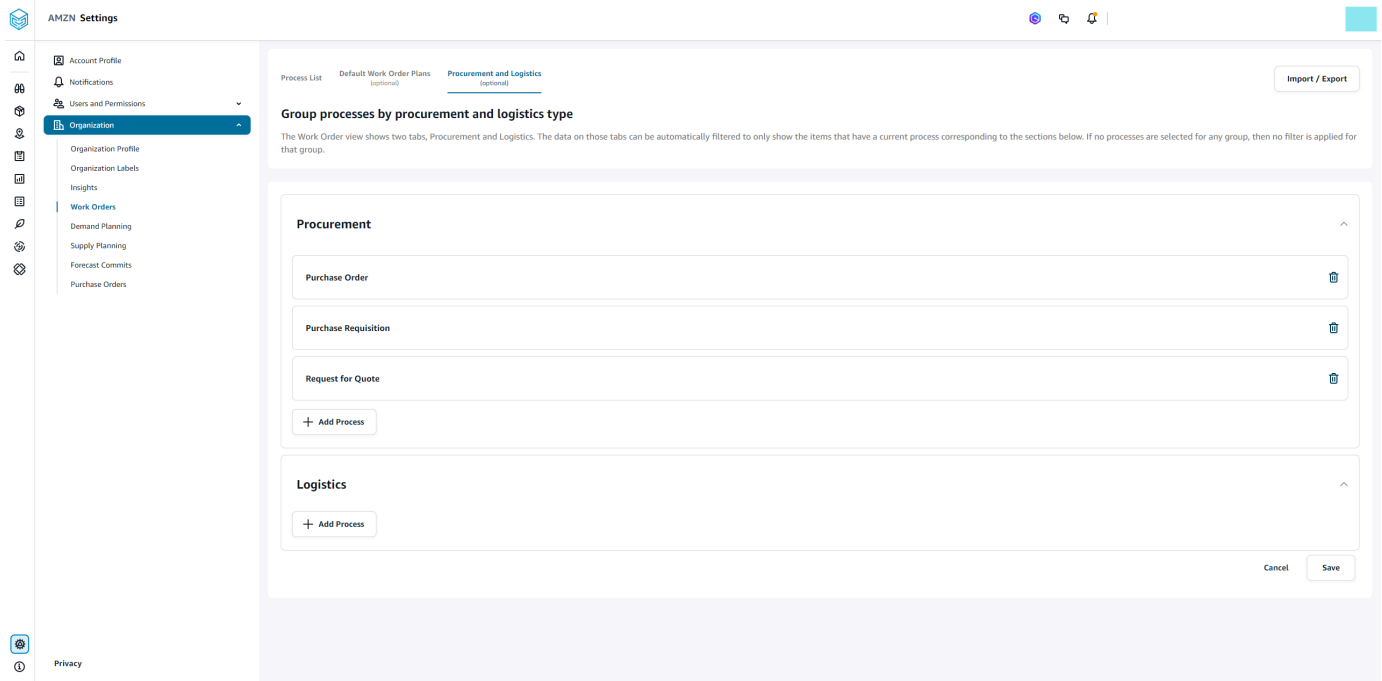 AMZN Settings
Account Profile
Notifications
Users and Permissions
Organization
Organization Profile
Organization Labels
Insights
Work Orders
Demand Planning
Supply Planning
Forecast Commits
Purchase Orders
Privacy
Process List
Default Work Order Plans
(optional)
Procurement and Logistics
(optional)
Import / Export
Group processes by procurement and logistics type
The Work Order view shows two tabs, Procurement and Logistics. The data on those tabs can be automatically filtered to only show the items that have a current process corresponding to the sections below. If no processes are selected for any group, then no filter is applied for
that group.
Procurement
Purchase Order
Purchase Requisition
Request for Quote
Add Process
Logistics
Add Process
Cancel
Save